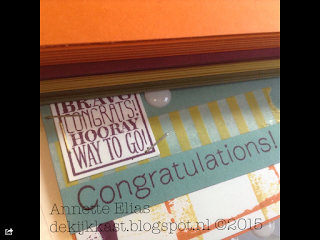 BRAVO
CONGRATS!
HOORAY
WAY TO GO!
Congratulations!
Annette Elias
dekijkkast.blogspot.nl ©2015